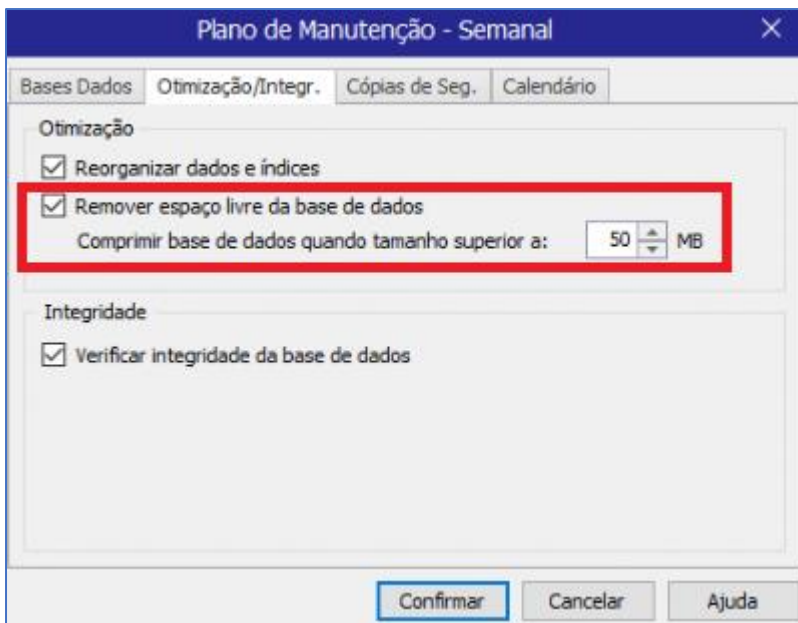 Plano de Manutenção - Semanal
Bases Dados Otimização/Integr. Cópias de Seg. Calendário
Otimização
Reorganizar dados e índices
Remover espaço livre da base de dados
Comprimir base de dados quando tamanho superior a: 50 MB
Integridade
Verificar integridade da base de dados
Confirmar Cancelar Ajuda